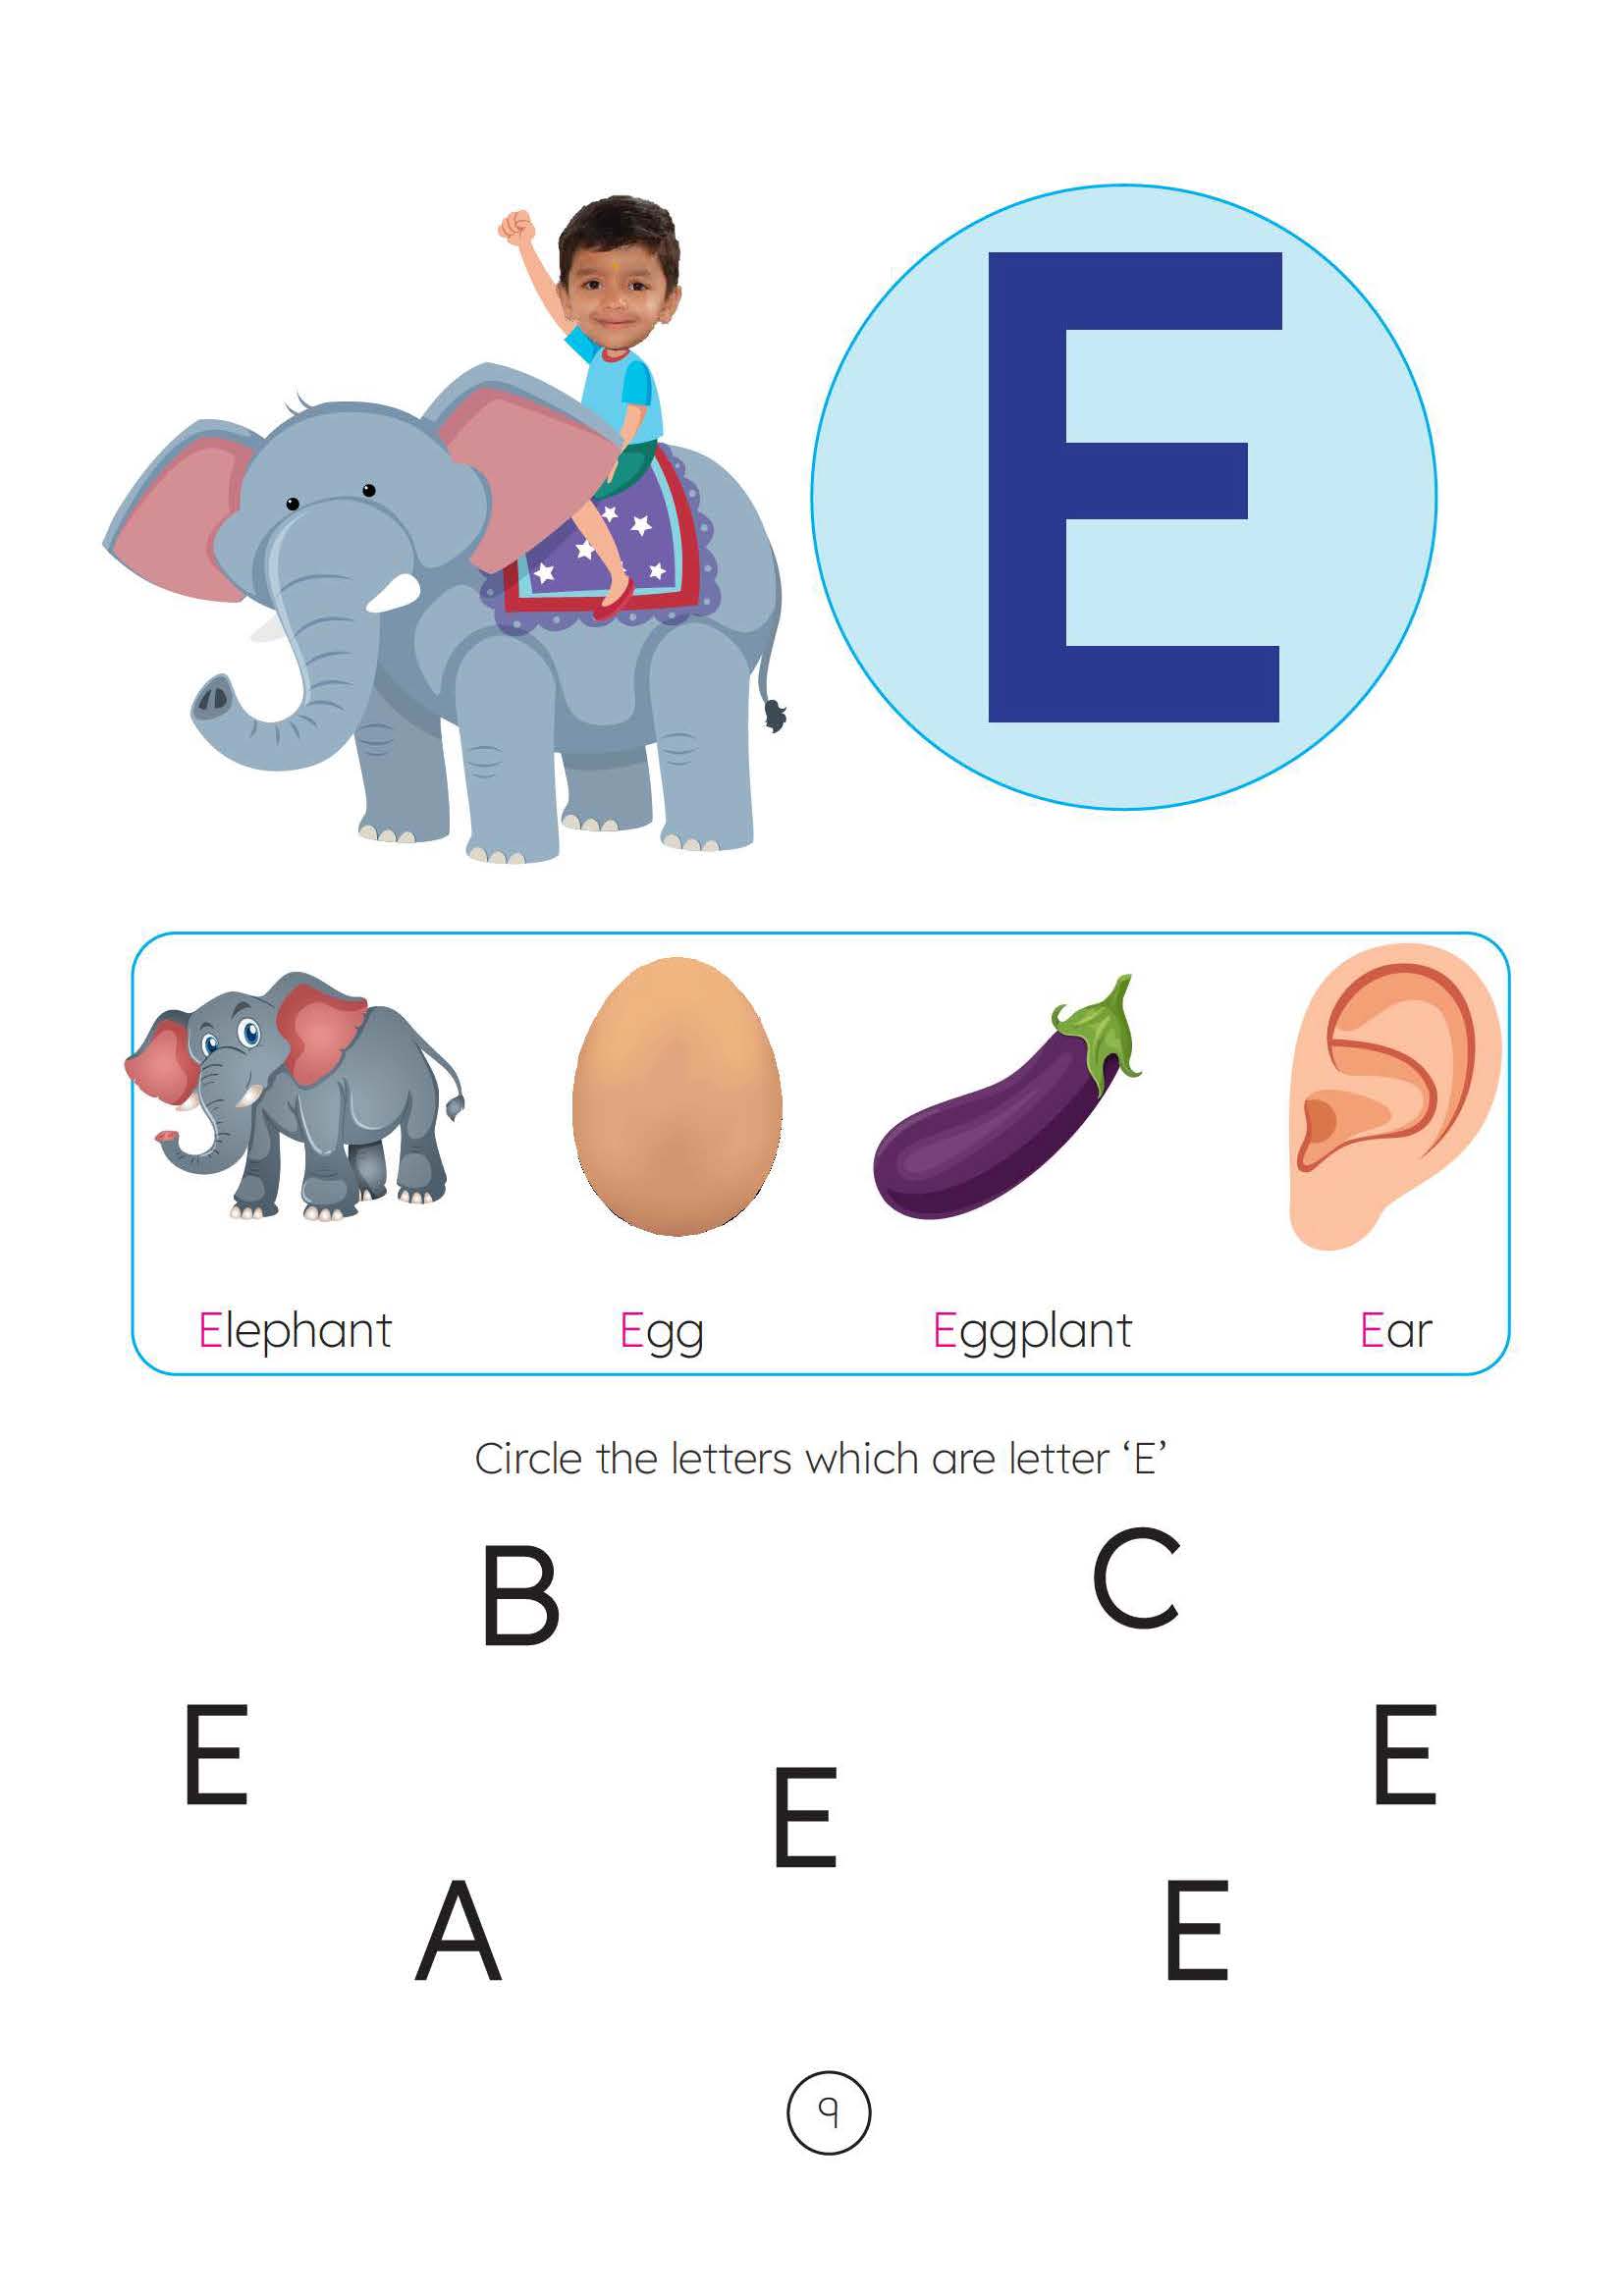 E
Elephant Egg Eggplant Ear
Circle the letters which are letter ‘E’
B C
E E
E
A E
9